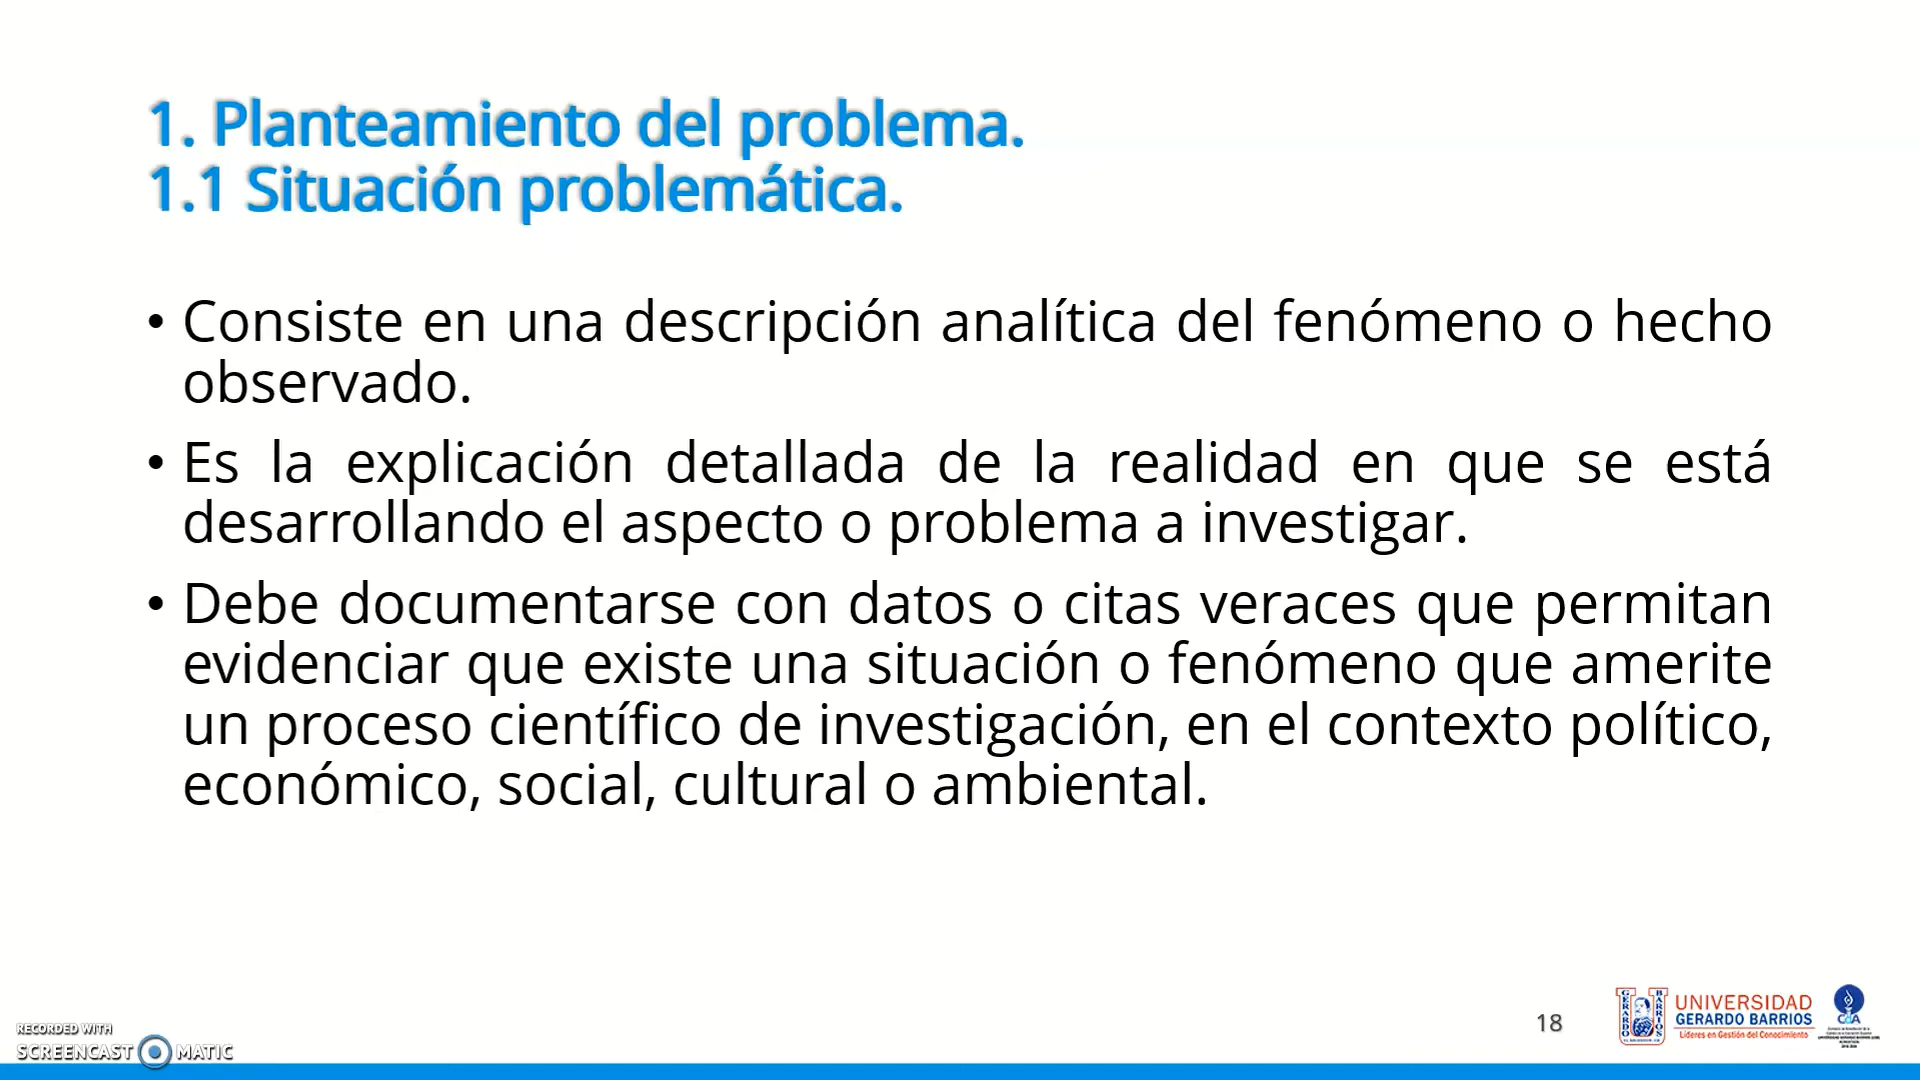 1. Planteamiento del problema.
1.1 Situación problemática.
• Consiste en una descripción analítica del fenómeno o hecho
observado.
• Es la explicación detallada de la realidad en que se está
desarrollando el aspecto o problema a investigar.
• Debe documentarse con datos o citas veraces que permitan
evidenciar que existe una situación o fenómeno que amerite
un proceso científico de investigación, en el contexto político,
económico, social, cultural o ambiental.
18
GERARDO
BARRIOS
UNIVERSIDAD
GERARDO BARRIOS
Líderes en Gestión del Conocimiento
RECORDED WITH
SCREENCAST MATIC